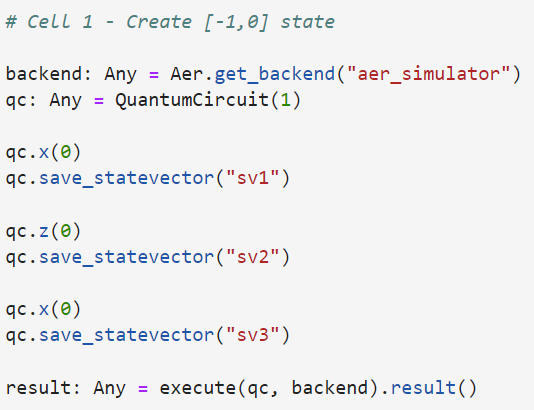 # Cell 1 - Create [-1,0] state
backend: Any = Aer.get_backend("aer_simulator")
qc: Any = QuantumCircuit(1)
qc.x(0)
qc.save_statevector("sv1")
qc.z(0)
qc.save_statevector("sv2")
qc.x(0)
qc.save_statevector("sv3")
result: Any = execute(qc, backend).result()